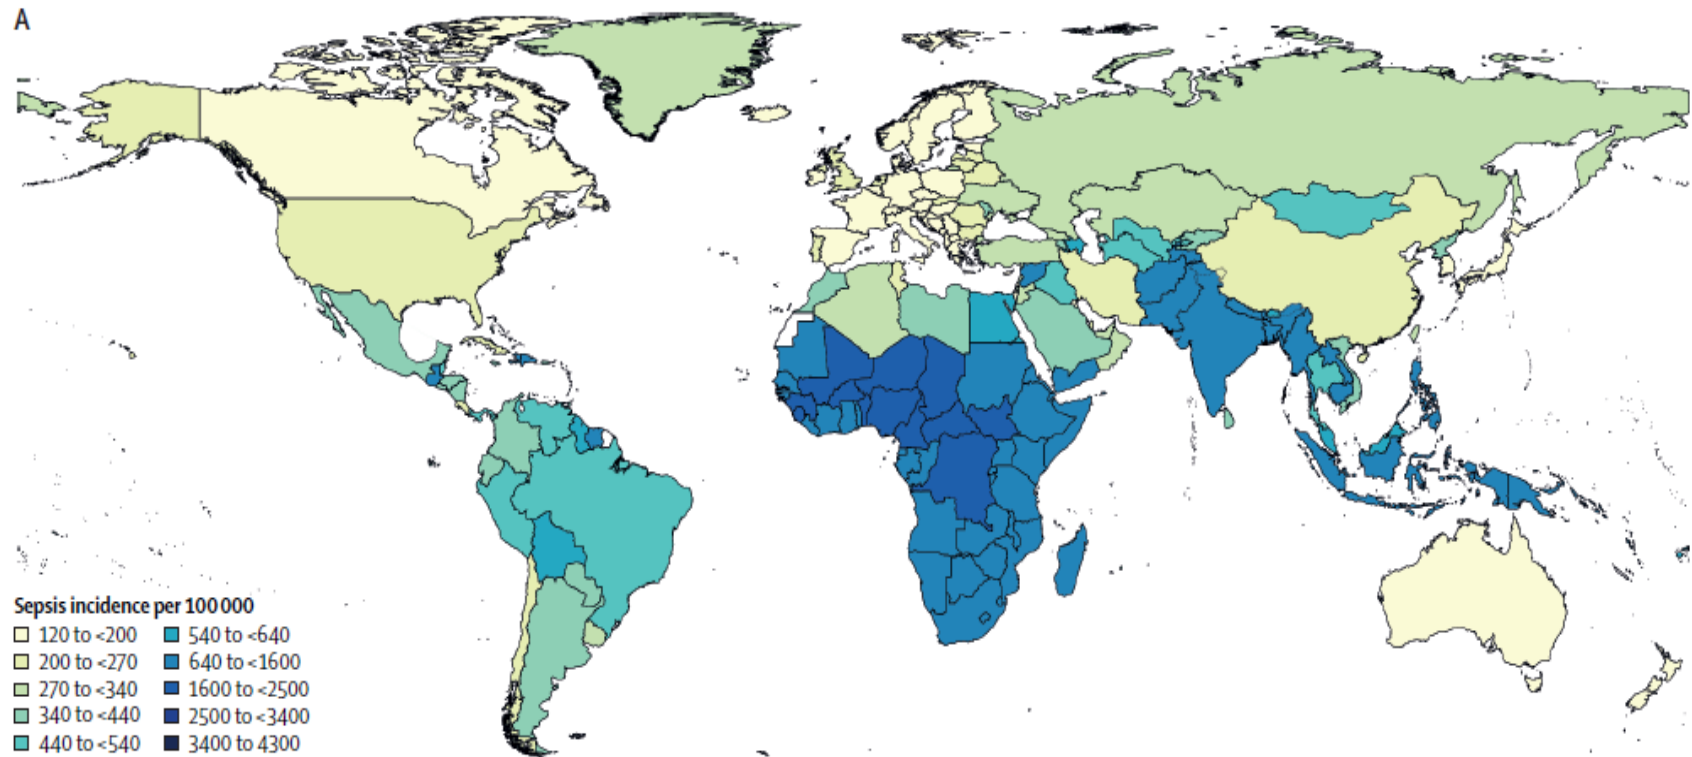 A
Sepsis incidence per 100 000
120 to <200
200 to <270
270 to <340
340 to <440
440 to <540
540 to <640
640 to <1600
1600 to <2500
2500 to <3400
3400 to 4300